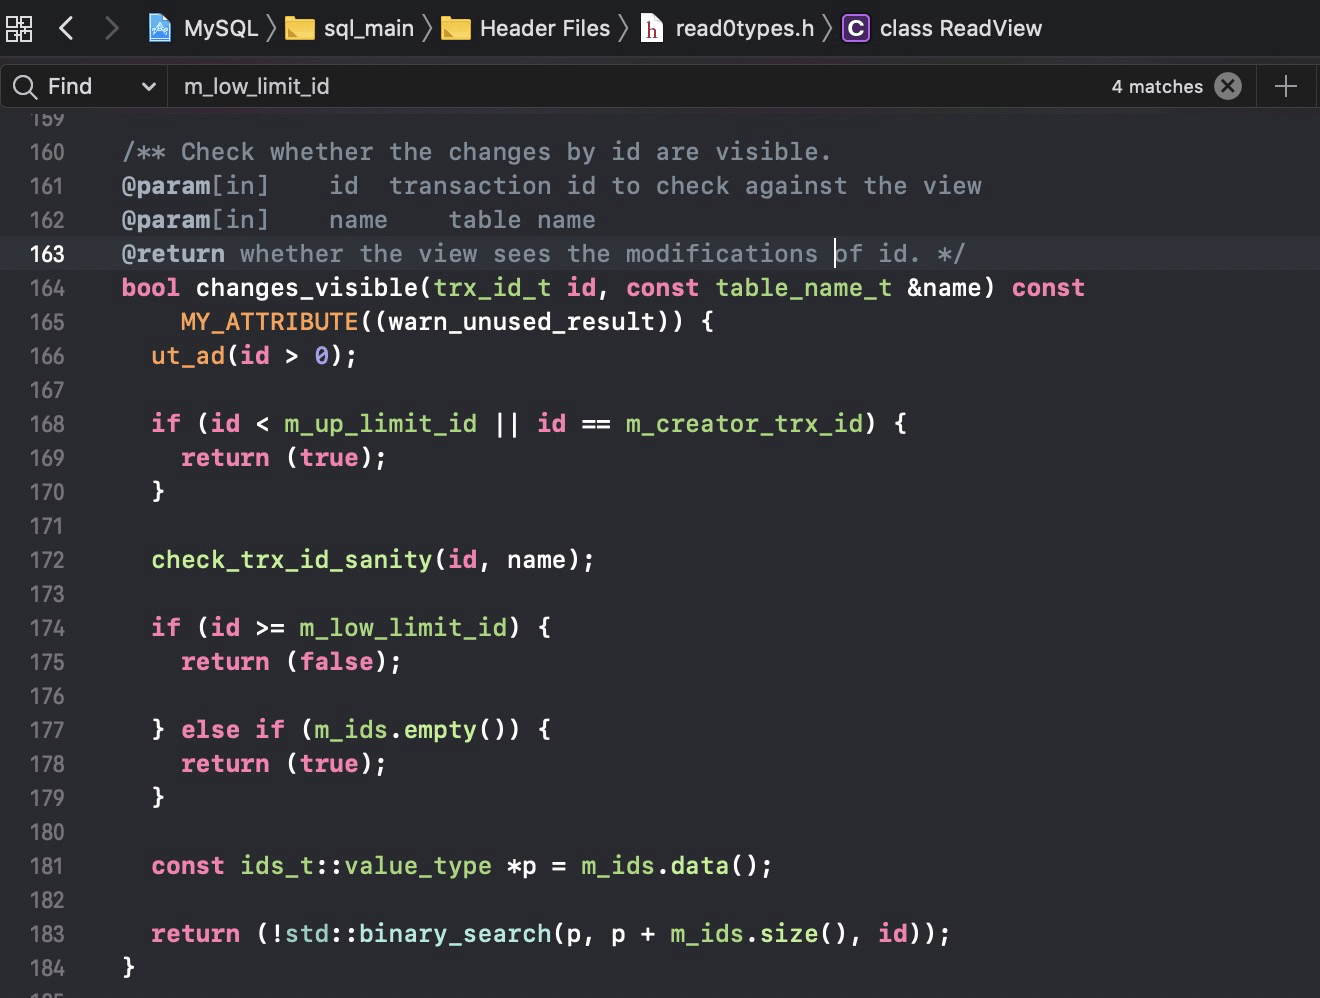 MySQL 〉 sql_main 〉 Header Files 〉 h read0types.h 〉 C class ReadView
Find m_low_limit_id 4 matches
159
160 /** Check whether the changes by id are visible.
161 @param[in]    id  transaction id to check against the view
162 @param[in]    name    table name
163 @return whether the view sees the modifications of id. */
164 bool changes_visible(trx_id_t id, const table_name_t &name) const
165     MY_ATTRIBUTE((warn_unused_result)) {
166   ut_ad(id > 0);
167
168   if (id < m_up_limit_id || id == m_creator_trx_id) {
169     return (true);
170   }
171
172   check_trx_id_sanity(id, name);
173
174   if (id >= m_low_limit_id) {
175     return (false);
176
177   } else if (m_ids.empty()) {
178     return (true);
179   }
180
181   const ids_t::value_type *p = m_ids.data();
182
183   return (!std::binary_search(p, p + m_ids.size(), id));
184 }